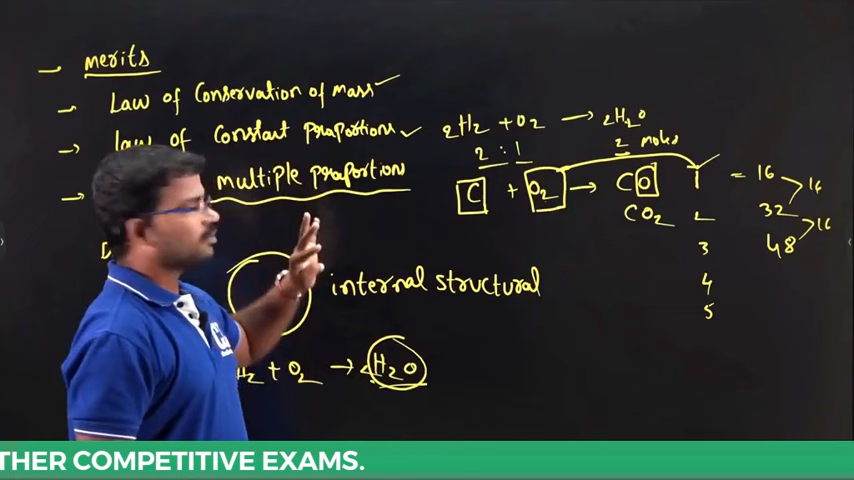 – merits
– Law of Conservation of mass ✓
→ law of Constant proportions ✓
2H2 + O2 → 2H2O
2 : 1
2 moles
→ multiple proportion
C + O2 → CO 1 = 16
16
CO2 2 32
16
3 48
4
5
internal structural
H2 + O2 → 2H2O
THER COMPETITIVE EXAMS.